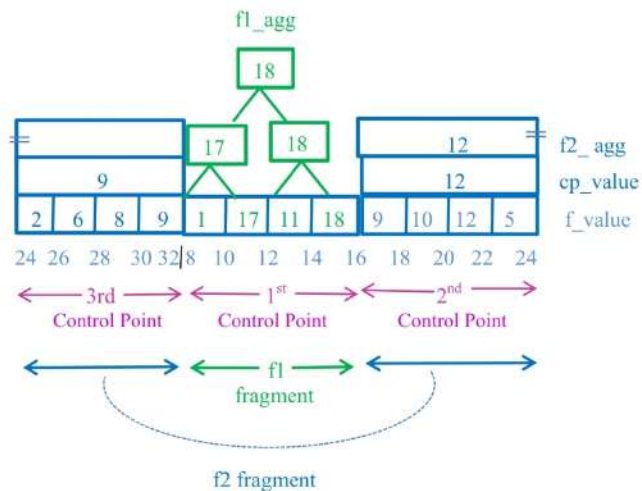 f1_agg
18
17 18
12 f2_ agg
9 12 cp_value
2 6 8 9 1 17 11 18 9 10 12 5 f_value
24 26 28 30 32 8 10 12 14 16 18 20 22 24
3rd 1st 2nd
Control Point Control Point Control Point
f1
fragment
f2 fragment